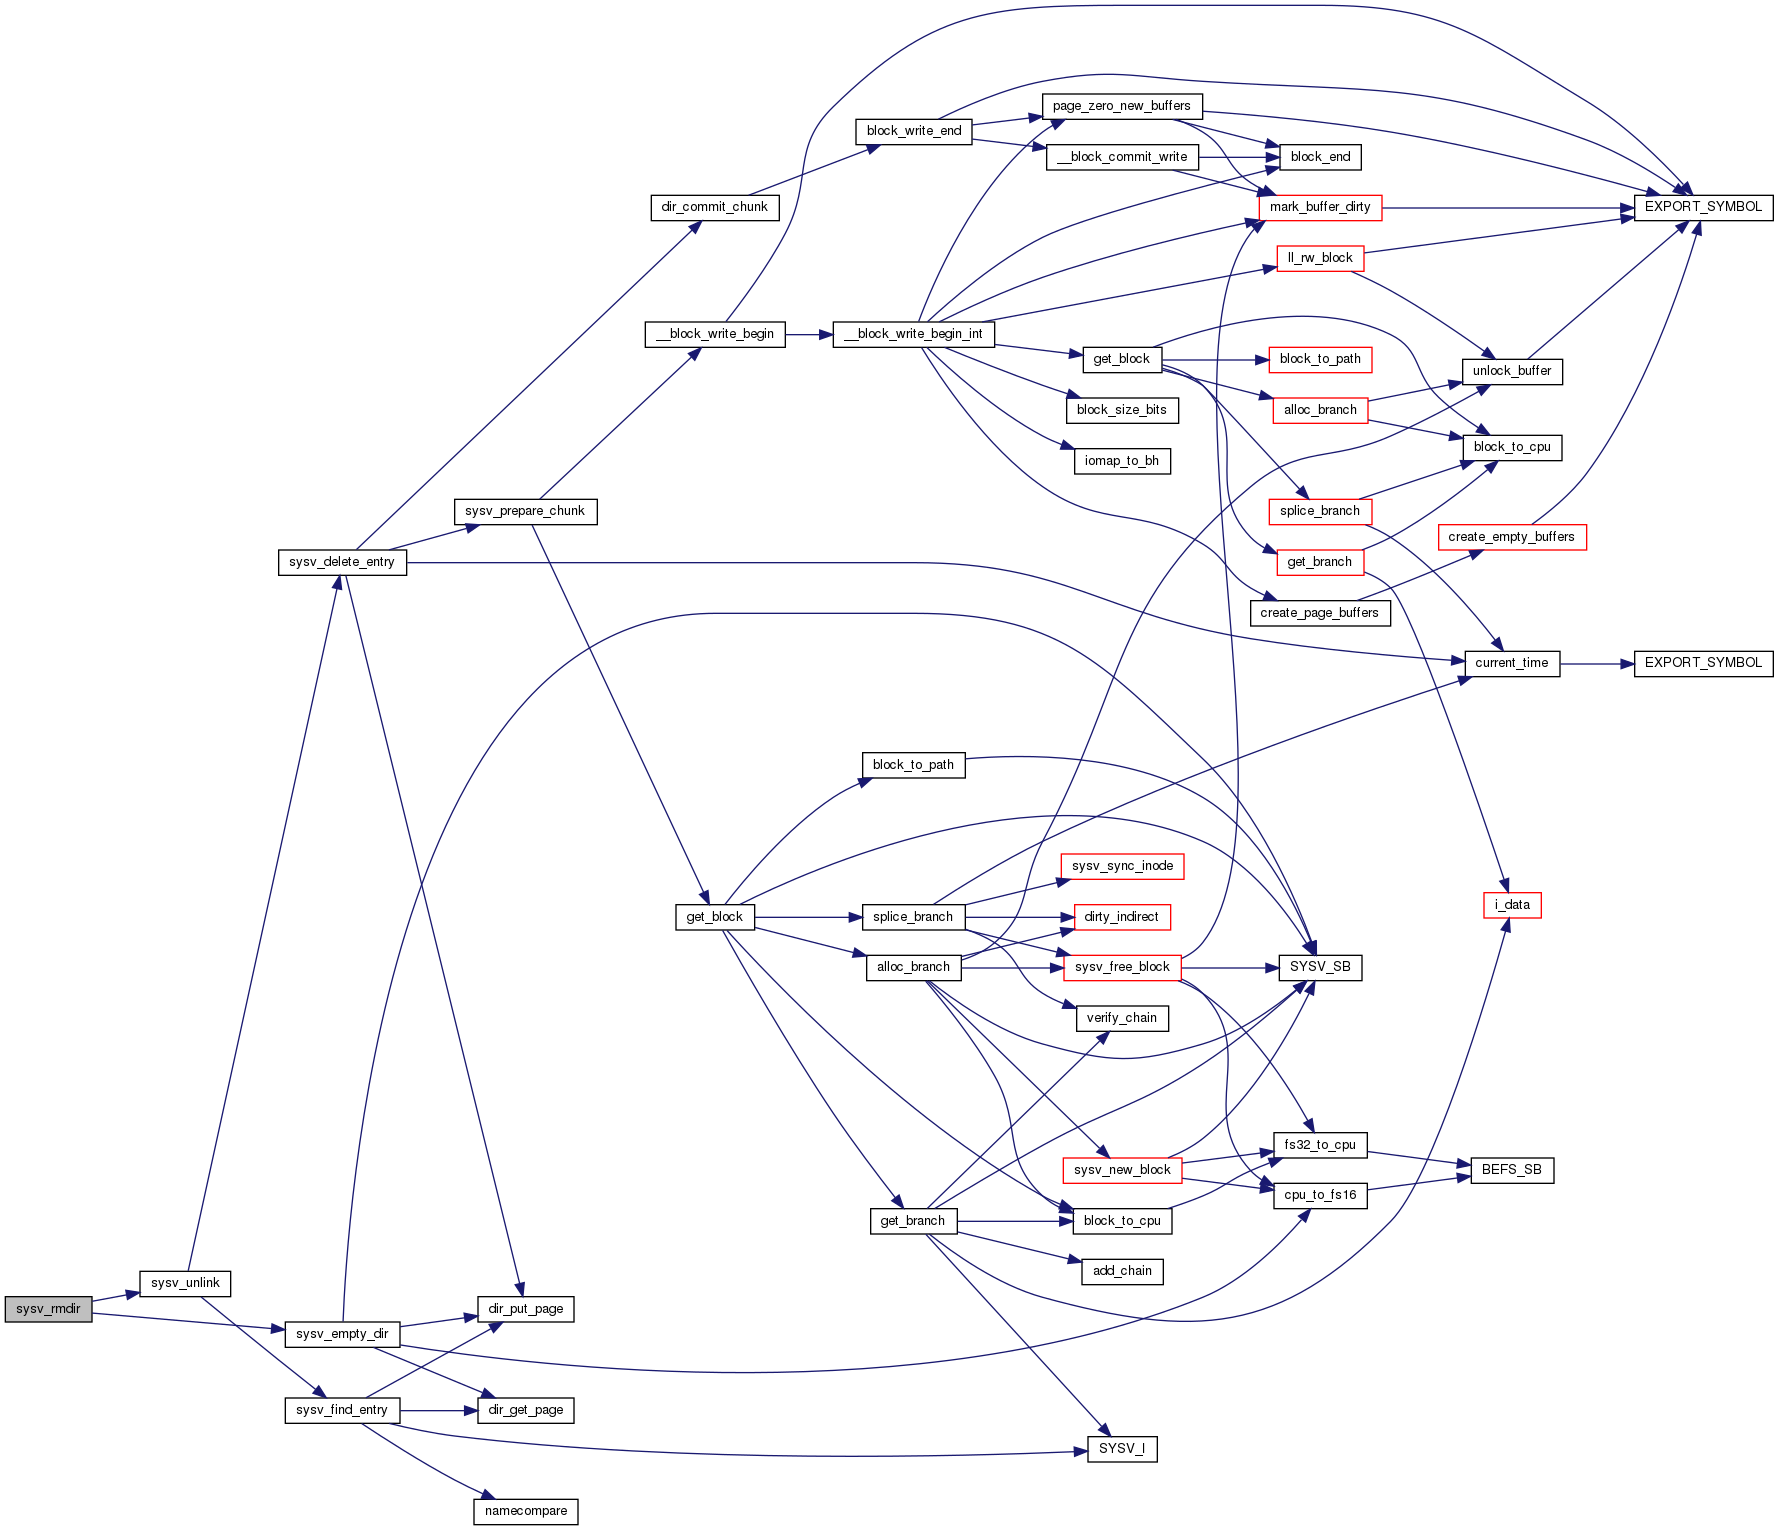 page_zero_new_buffers
block_write_end
__block_commit_write
block_end
dir_commit_chunk
mark_buffer_dirty
EXPORT_SYMBOL
ll_rw_block
__block_write_begin
__block_write_begin_int
get_block
block_to_path
unlock_buffer
block_size_bits
alloc_branch
block_to_cpu
iomap_to_bh
sysv_prepare_chunk
splice_branch
create_empty_buffers
sysv_delete_entry
get_branch
create_page_buffers
current_time
EXPORT_SYMBOL
block_to_path
sysv_sync_inode
i_data
get_block
splice_branch
dirty_indirect
alloc_branch
sysv_free_block
SYSV_SB
verify_chain
fs32_to_cpu
sysv_new_block
BEFS_SB
cpu_to_fs16
get_branch
block_to_cpu
add_chain
sysv_unlink
sysv_rmdir
dir_put_page
sysv_empty_dir
sysv_find_entry
dir_get_page
SYSV_I
namecompare